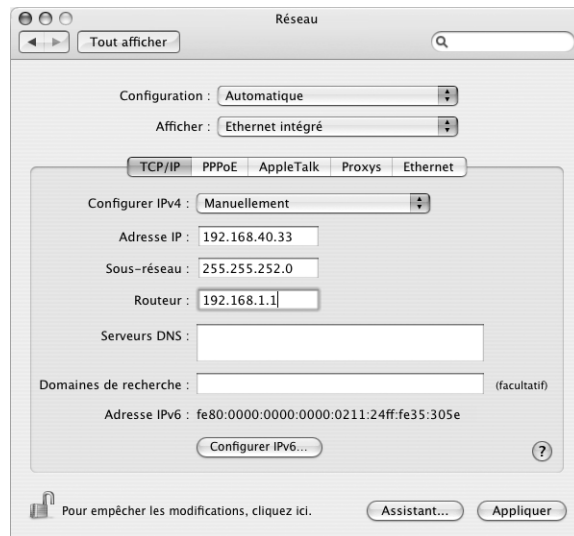 Réseau
Tout afficher
Configuration : Automatique
Afficher : Ethernet intégré
TCP/IP PPPoE AppleTalk Proxys Ethernet
Configurer IPv4 : Manuellement
Adresse IP : 192.168.40.33
Sous-réseau : 255.255.252.0
Routeur : 192.168.1.1
Serveurs DNS :
Domaines de recherche : (facultatif)
Adresse IPv6 : fe80:0000:0000:0000:0211:24ff:fe35:305e
Configurer IPv6... ?
Pour empêcher les modifications, cliquez ici. Assistant... Appliquer